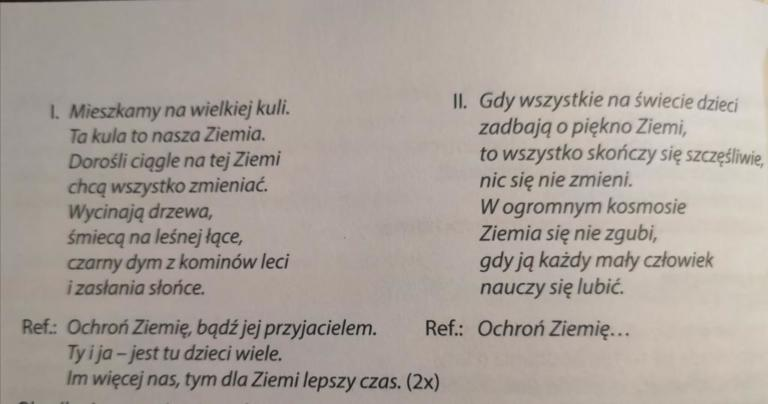 I. Mieszkamy na wielkiej kuli.
Ta kula to nasza Ziemia.
Dorośli ciągle na tej Ziemi
chcą wszystko zmieniać.
Wycinają drzewa,
śmiecą na leśnej łące,
czarny dym z kominów leci
i zasłania słońce.
Ref.: Ochroń Ziemię, bądź jej przyjacielem.
Ty i ja – jest tu dzieci wiele.
Im więcej nas, tym dla Ziemi lepszy czas. (2x)
II. Gdy wszystkie na świecie dzieci
zadbają o piękno Ziemi,
to wszystko skończy się szczęśliwie,
nic się nie zmieni.
W ogromnym kosmosie
Ziemia się nie zgubi,
gdy ją każdy mały człowiek
nauczy się lubić.
Ref.: Ochroń Ziemię…